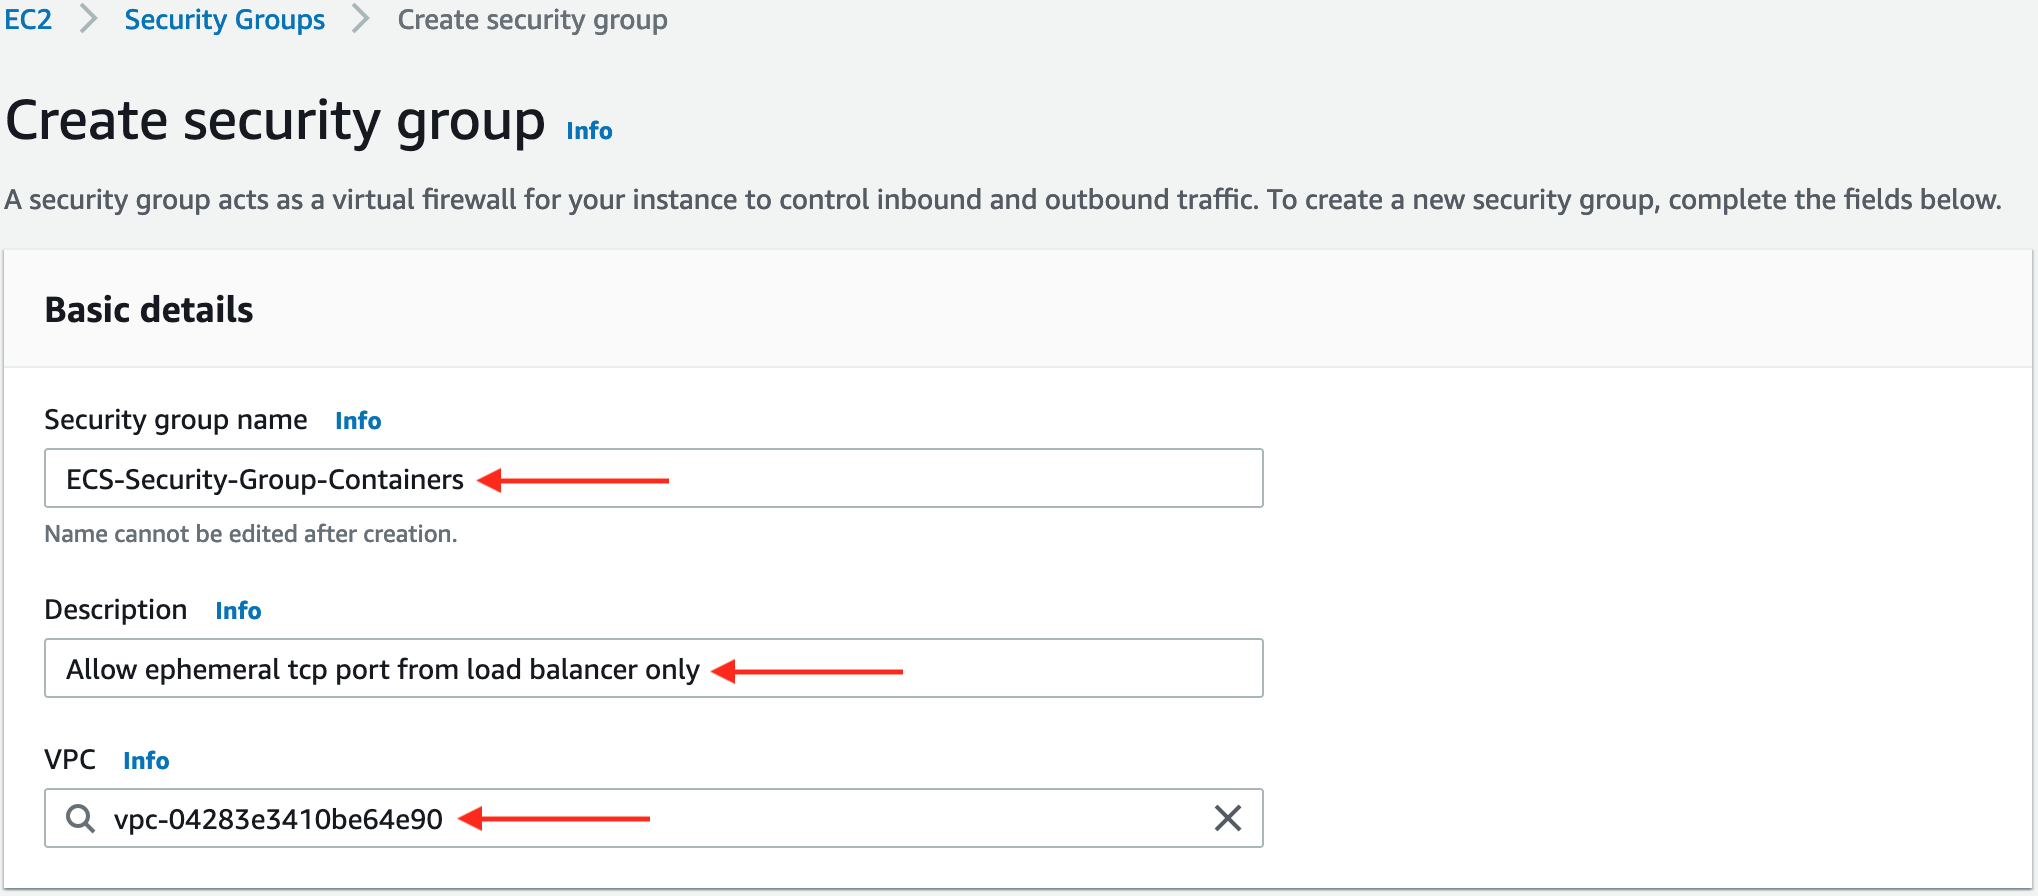 EC2 > Security Groups > Create security group
Create security group Info
A security group acts as a virtual firewall for your instance to control inbound and outbound traffic. To create a new security group, complete the fields below.
Basic details
Security group name Info
ECS-Security-Group-Containers
Name cannot be edited after creation.
Description Info
Allow ephemeral tcp port from load balancer only
VPC Info
vpc-04283e3410be64e90